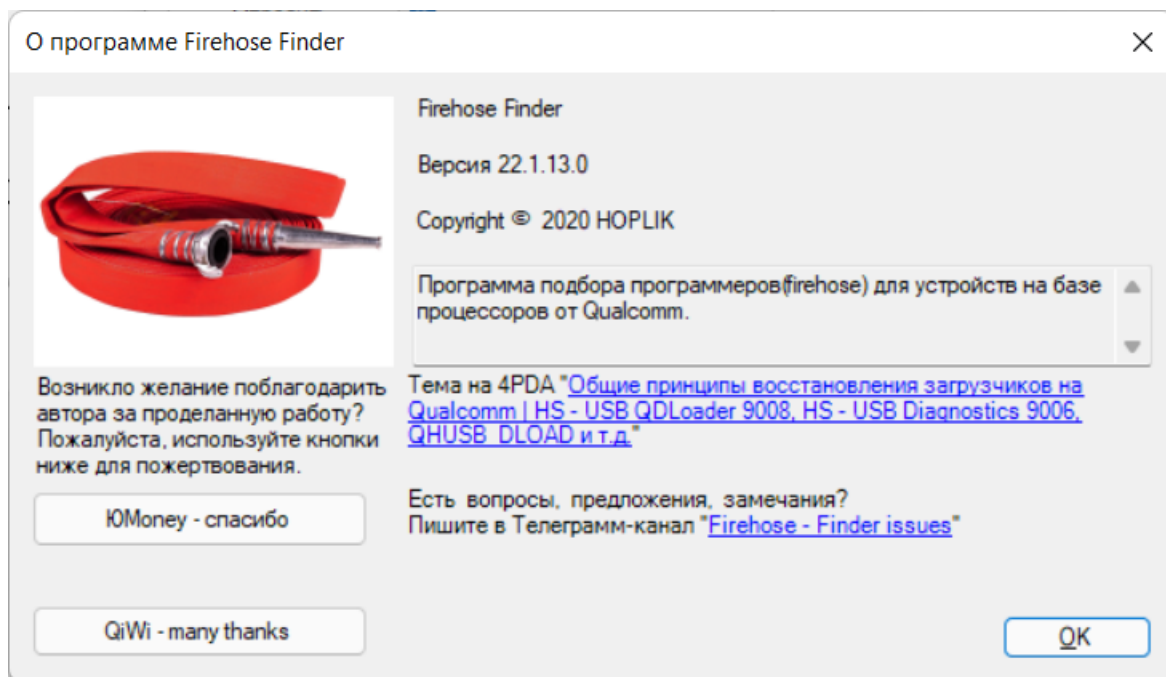 О программе Firehose Finder
Firehose Finder
Версия 22.1.13.0
Copyright © 2020 HOPLIK
Программа подбора программеров(firehose) для устройств на базе
процессоров от Qualcomm.
Возникло желание поблагодарить
автора за проделанную работу?
Пожалуйста, используйте кнопки
ниже для пожертвования.
Тема на 4PDA "Общие принципы восстановления загрузчиков на
Qualcomm | HS - USB QDLoader 9008, HS - USB Diagnostics 9006,
QHUSB_DLOAD и т.д."
Есть вопросы, предложения, замечания?
Пишите в Телеграмм-канал "Firehose - Finder issues"
ЮMoney - спасибо
QiWi - many thanks
OK